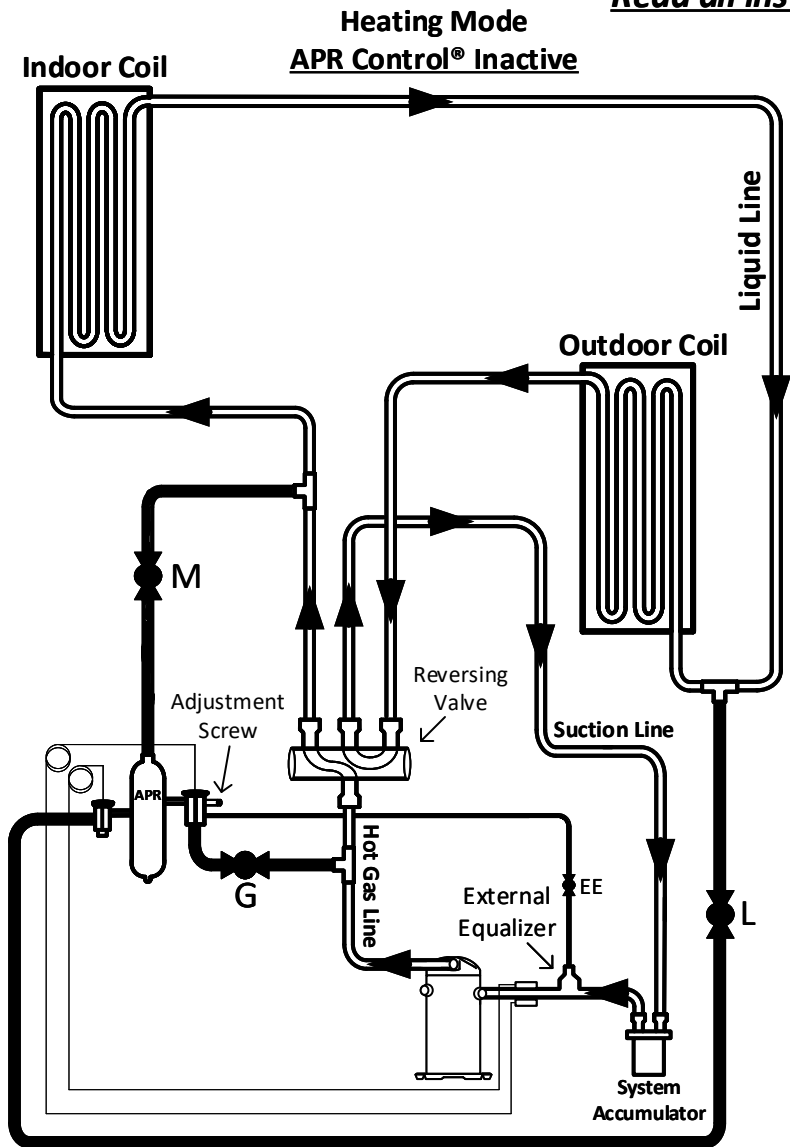 Read all
Heating Mode
APR Control® Inactive
Indoor Coil
Liquid Line
Outdoor Coil
M
Reversing
Valve
Adjustment
Screw
Suction Line
APR
Hot Gas Line
G
EE
External
Equalizer
L
System
Accumulator